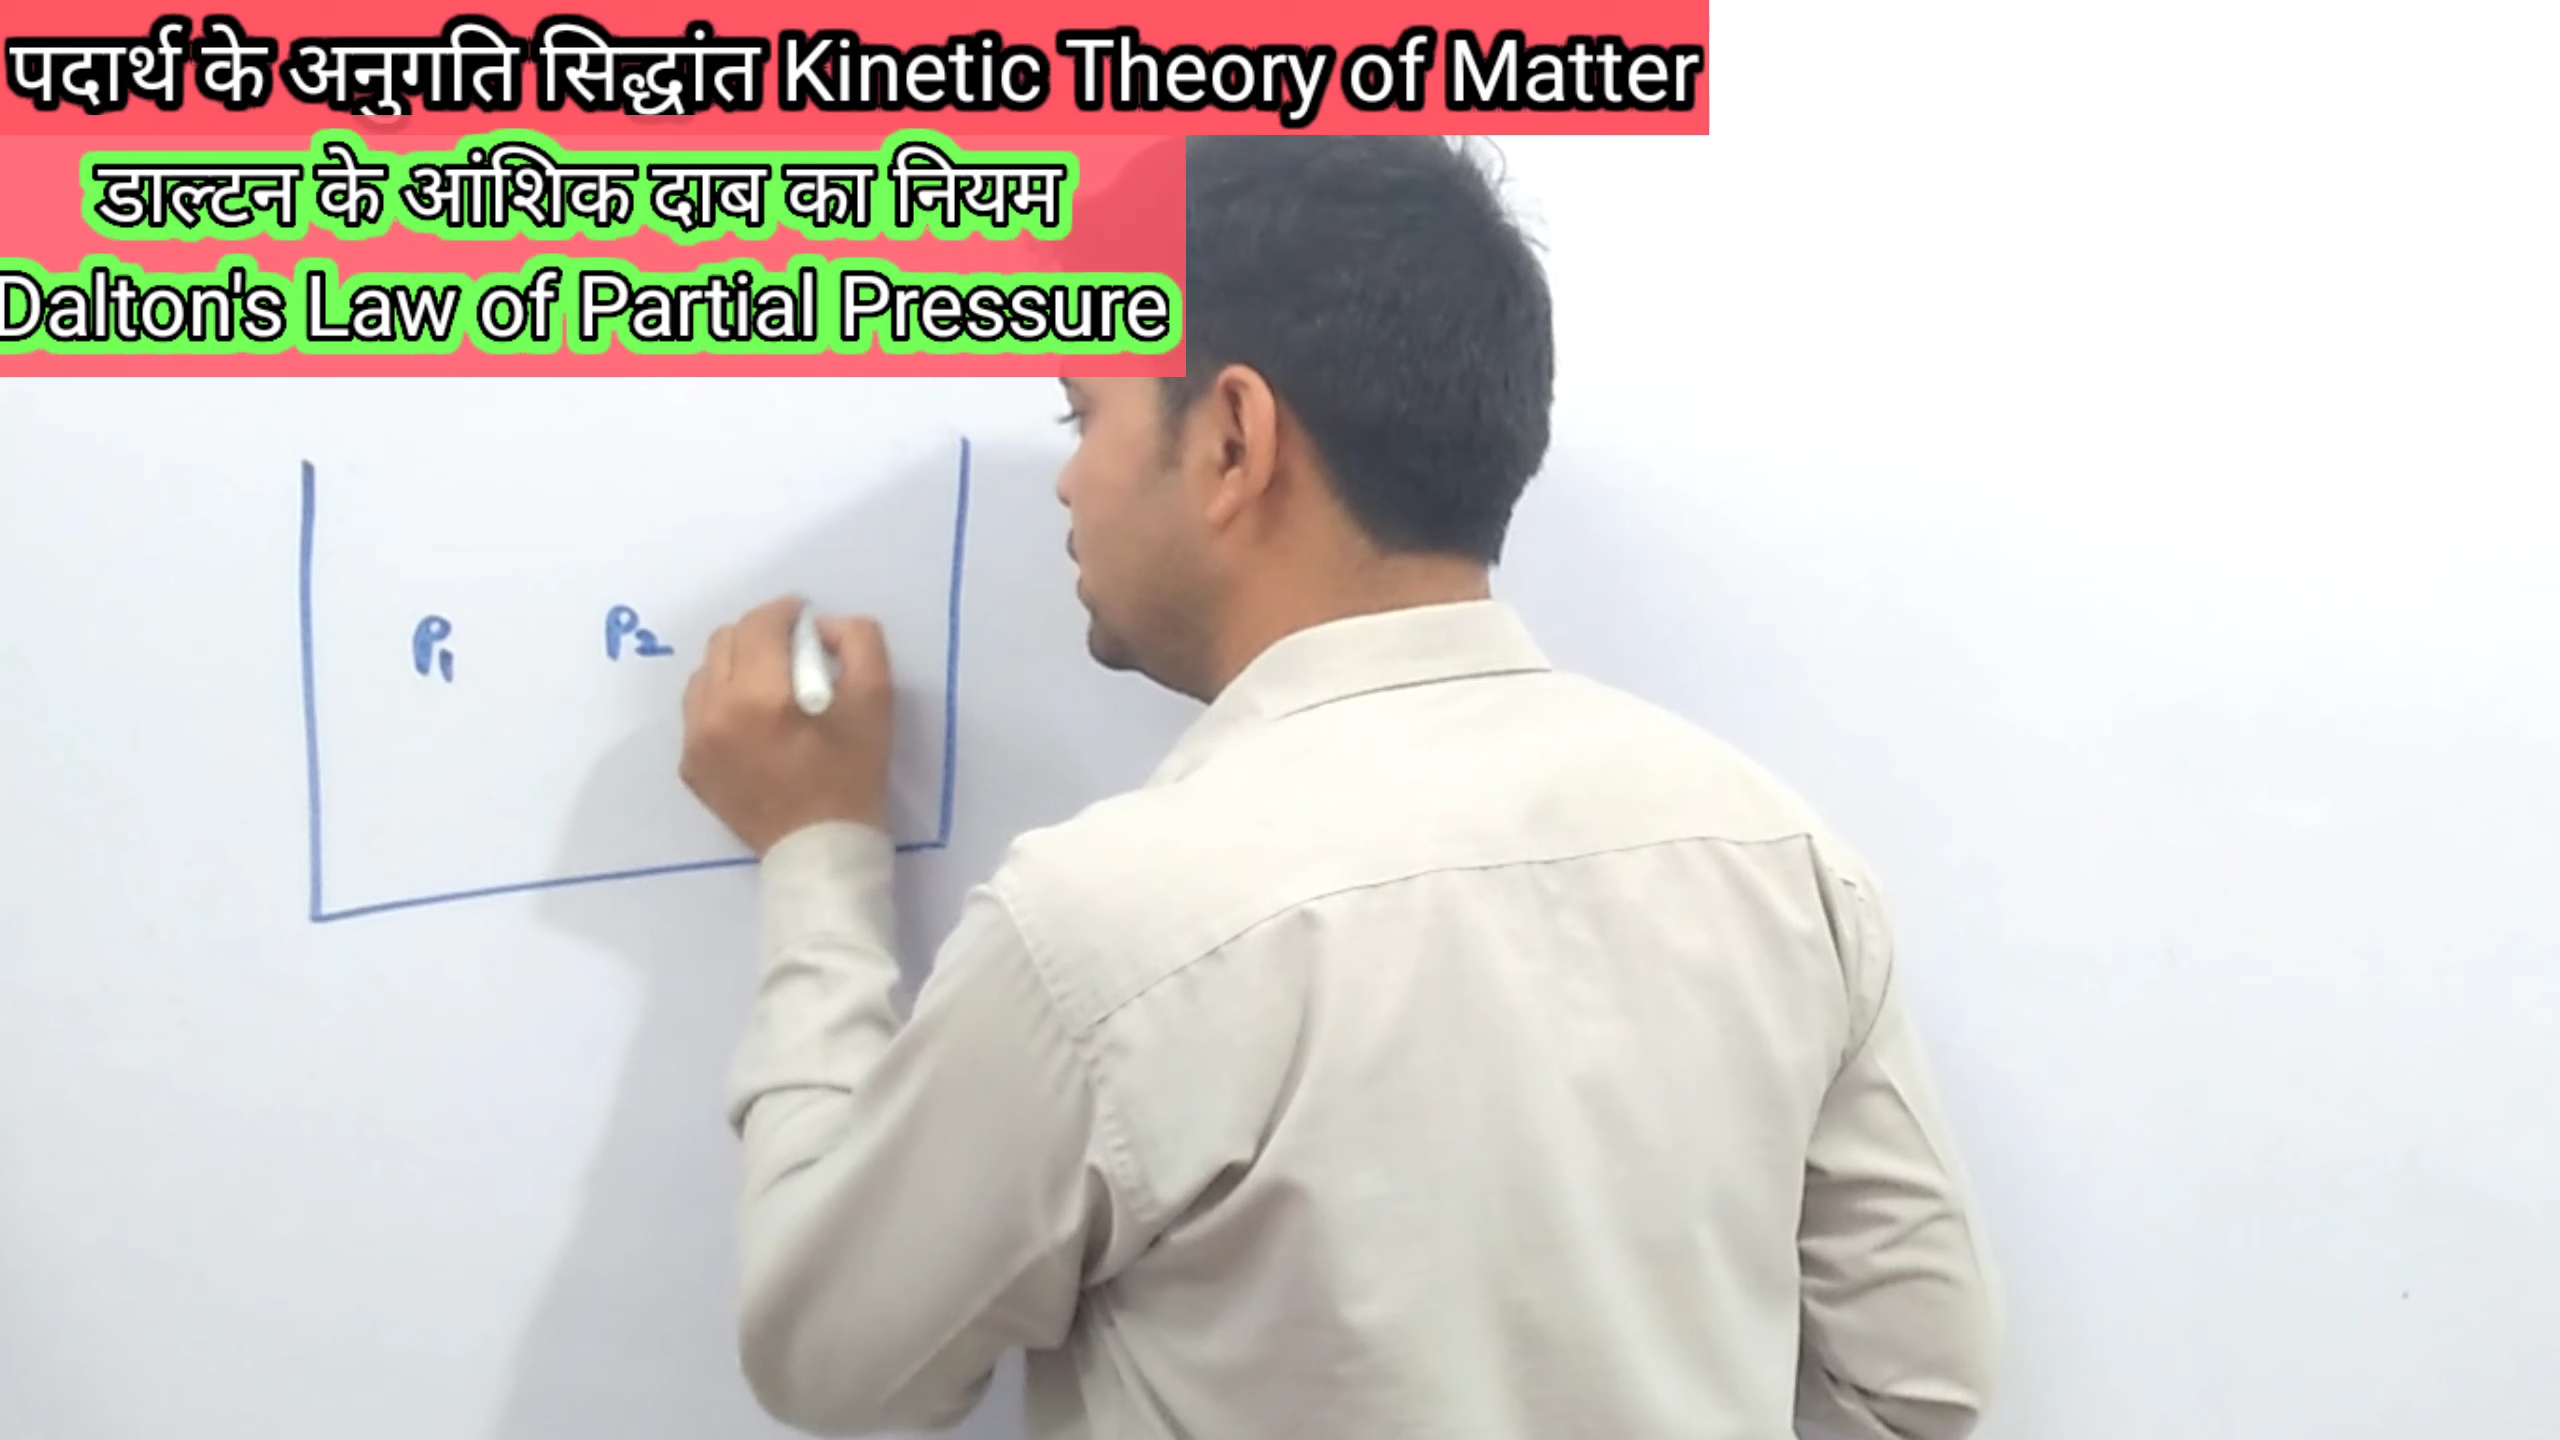 पदार्थ के अनुगति सिद्धांत Kinetic Theory of Matter
डाल्टन के आंशिक दाब का नियम
Dalton's Law of Partial Pressure
P1 P2